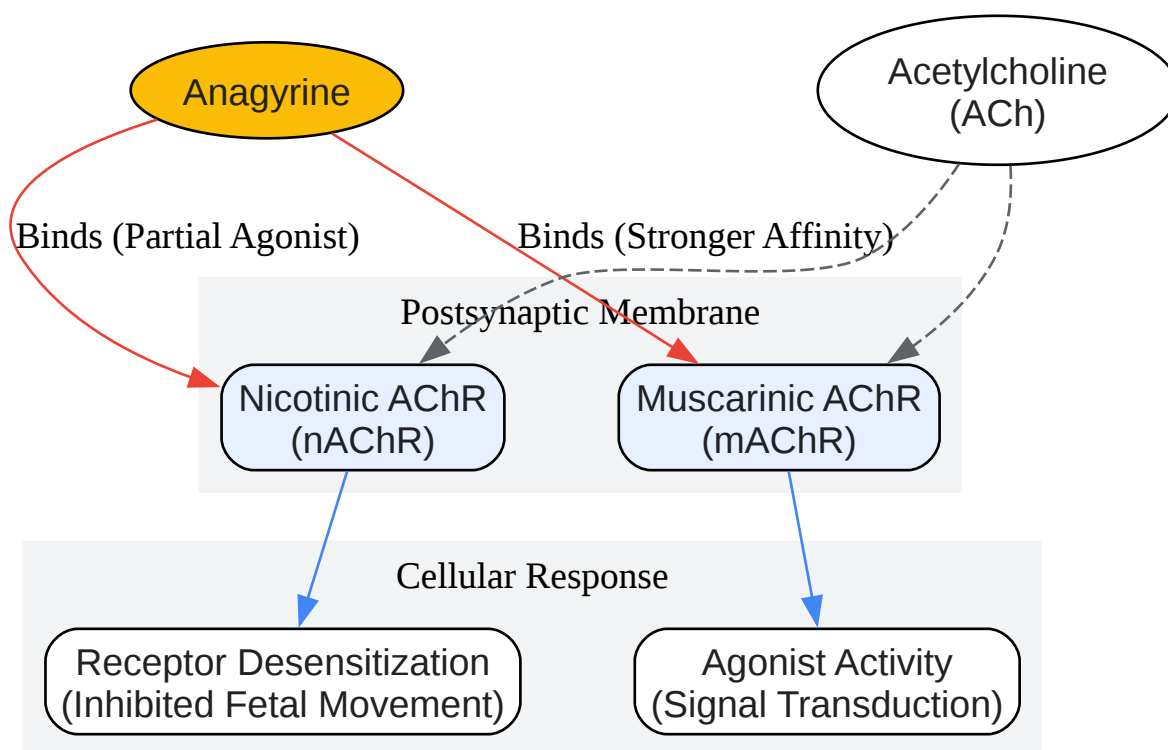 Anagyrine
Acetylcholine
(ACh)
Binds (Partial Agonist)
Binds (Stronger Affinity)
Postsynaptic Membrane
Nicotinic AChR
(nAChR)
Muscarinic AChR
(mAChR)
Cellular Response
Receptor Desensitization
(Inhibited Fetal Movement)
Agonist Activity
(Signal Transduction)